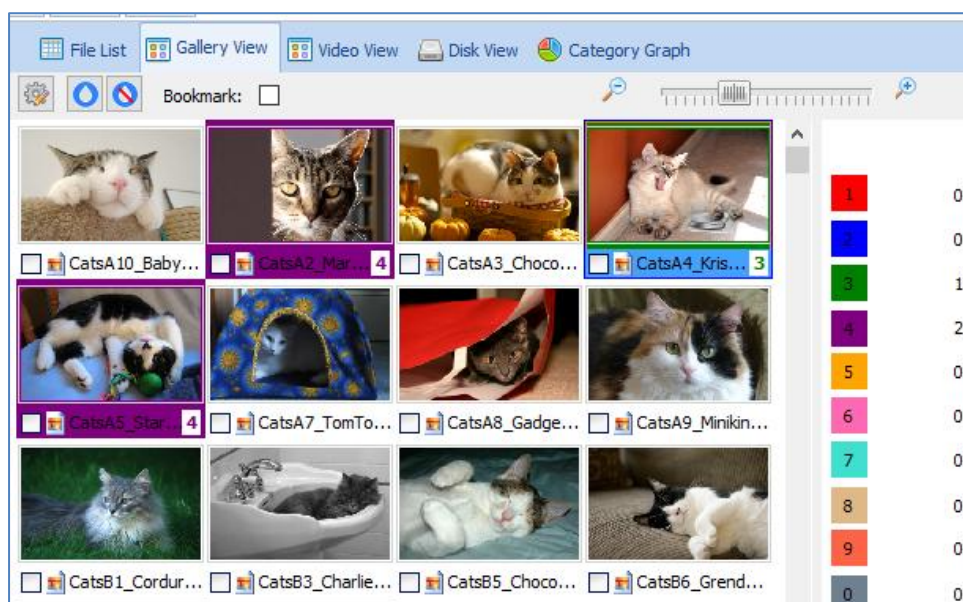 File List Gallery View Video View Disk View Category Graph
Bookmark:
CatsA10_Baby... CatsA2_Mar... 4 CatsA3_Choco... CatsA4_Kris... 3
CatsA5_Star... 4 CatsA7_TomTo... CatsA8_Gadge... CatsA9_Minikin...
CatsB1_Cordur... CatsB3_Charlie... CatsB5_Choco... CatsB6_Grend...
1 0
2 0
3 1
4 2
5 0
6 0
7 0
8 0
9 0
0 0